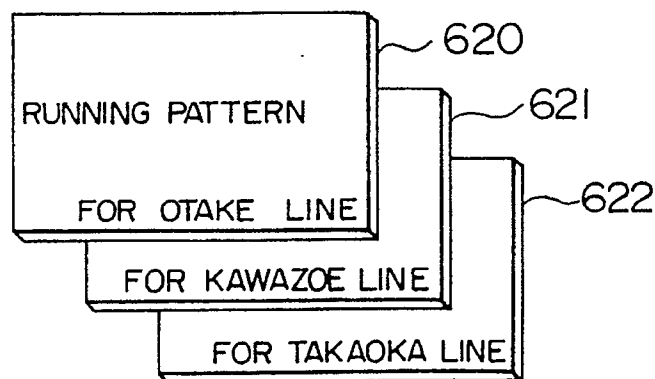 620
RUNNING PATTERN
621
FOR OTAKE LINE
622
FOR KAWAZOE LINE
FOR TAKAOKA LINE